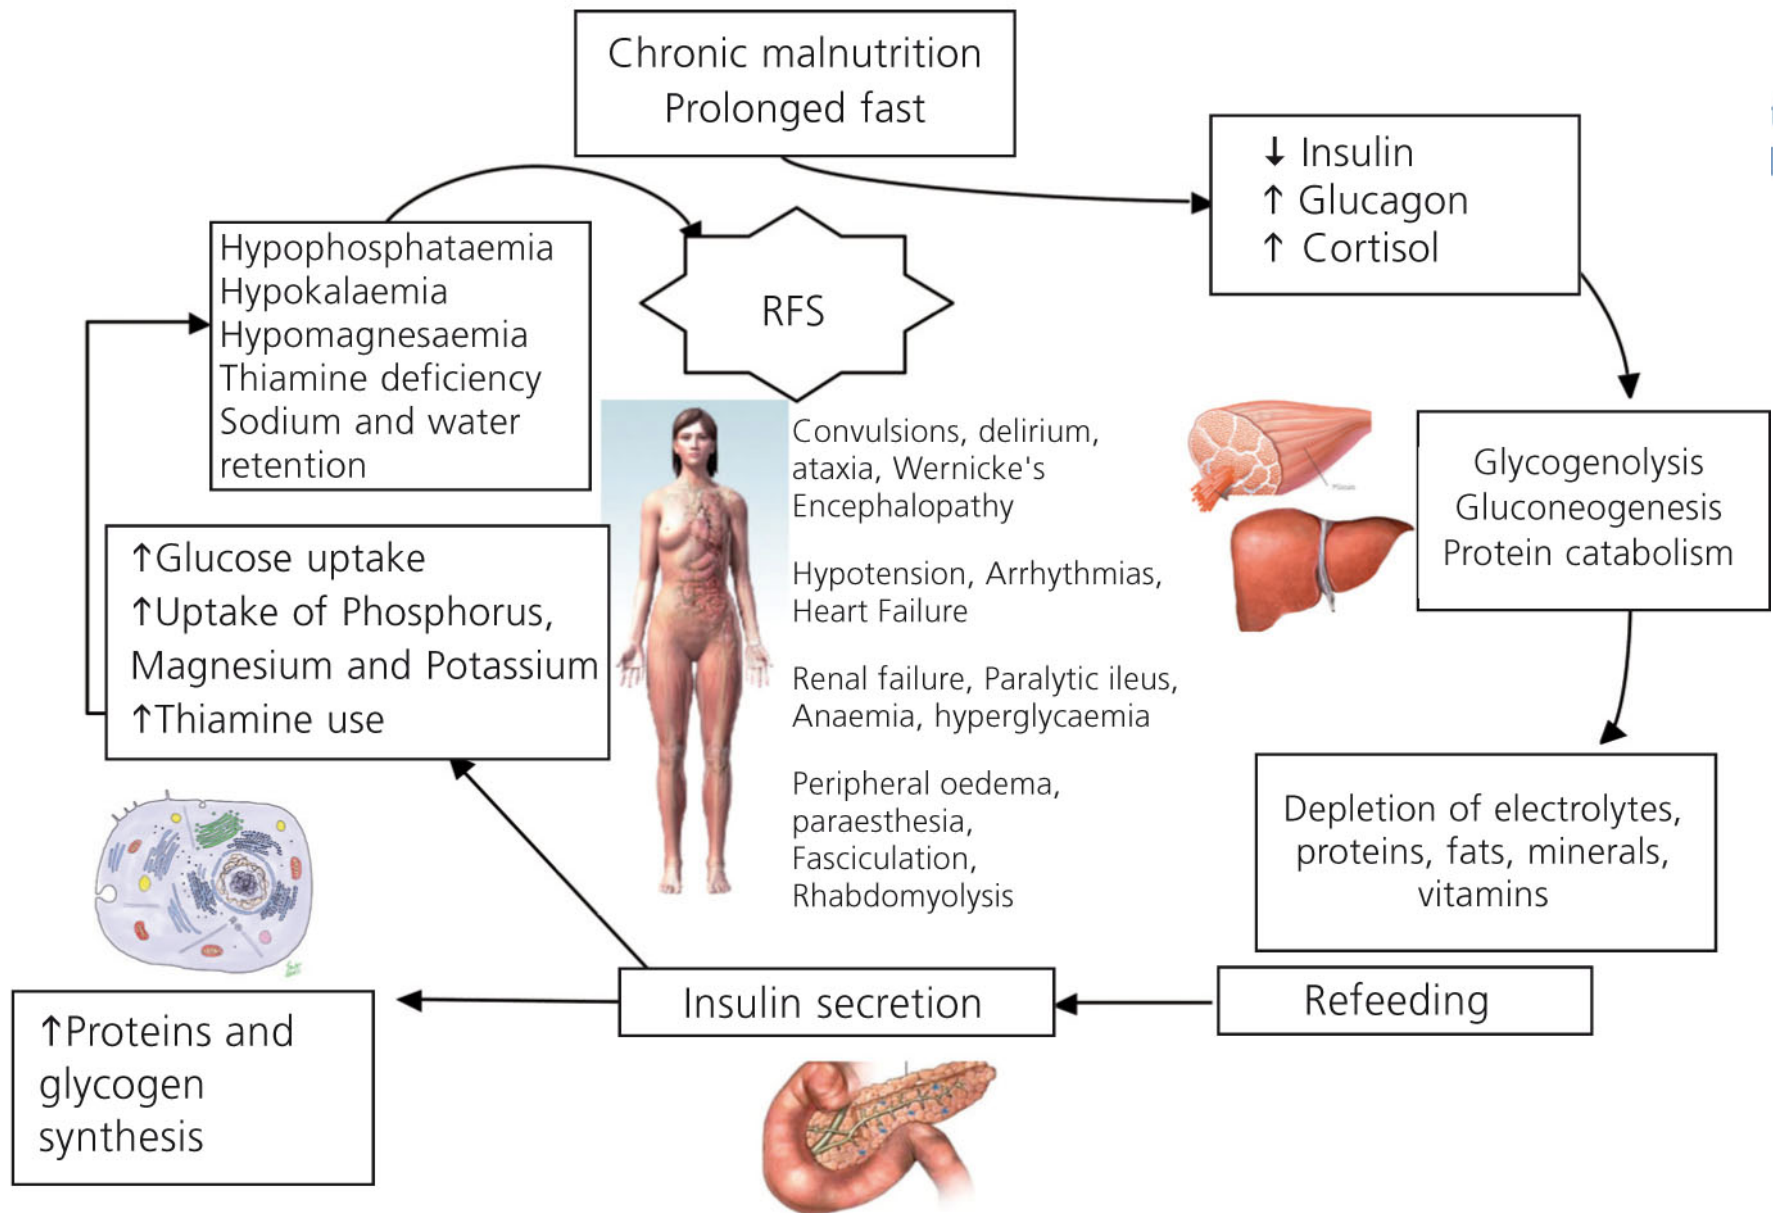 Chronic malnutrition
Prolonged fast
↓ Insulin
↑ Glucagon
↑ Cortisol
Hypophosphataemia
Hypokalaemia
Hypomagnesaemia
Thiamine deficiency
Sodium and water
retention
RFS
Convulsions, delirium,
ataxia, Wernicke's
Encephalopathy
Hypotension, Arrhythmias,
Heart Failure
Renal failure, Paralytic ileus,
Anaemia, hyperglycaemia
Peripheral oedema,
paraesthesia,
Fasciculation,
Rhabdomyolysis
Glycogenolysis
Gluconeogenesis
Protein catabolism
↑Glucose uptake
↑Uptake of Phosphorus,
Magnesium and Potassium
↑Thiamine use
Depletion of electrolytes,
proteins, fats, minerals,
vitamins
Refeeding
Insulin secretion
↑Proteins and
glycogen
synthesis